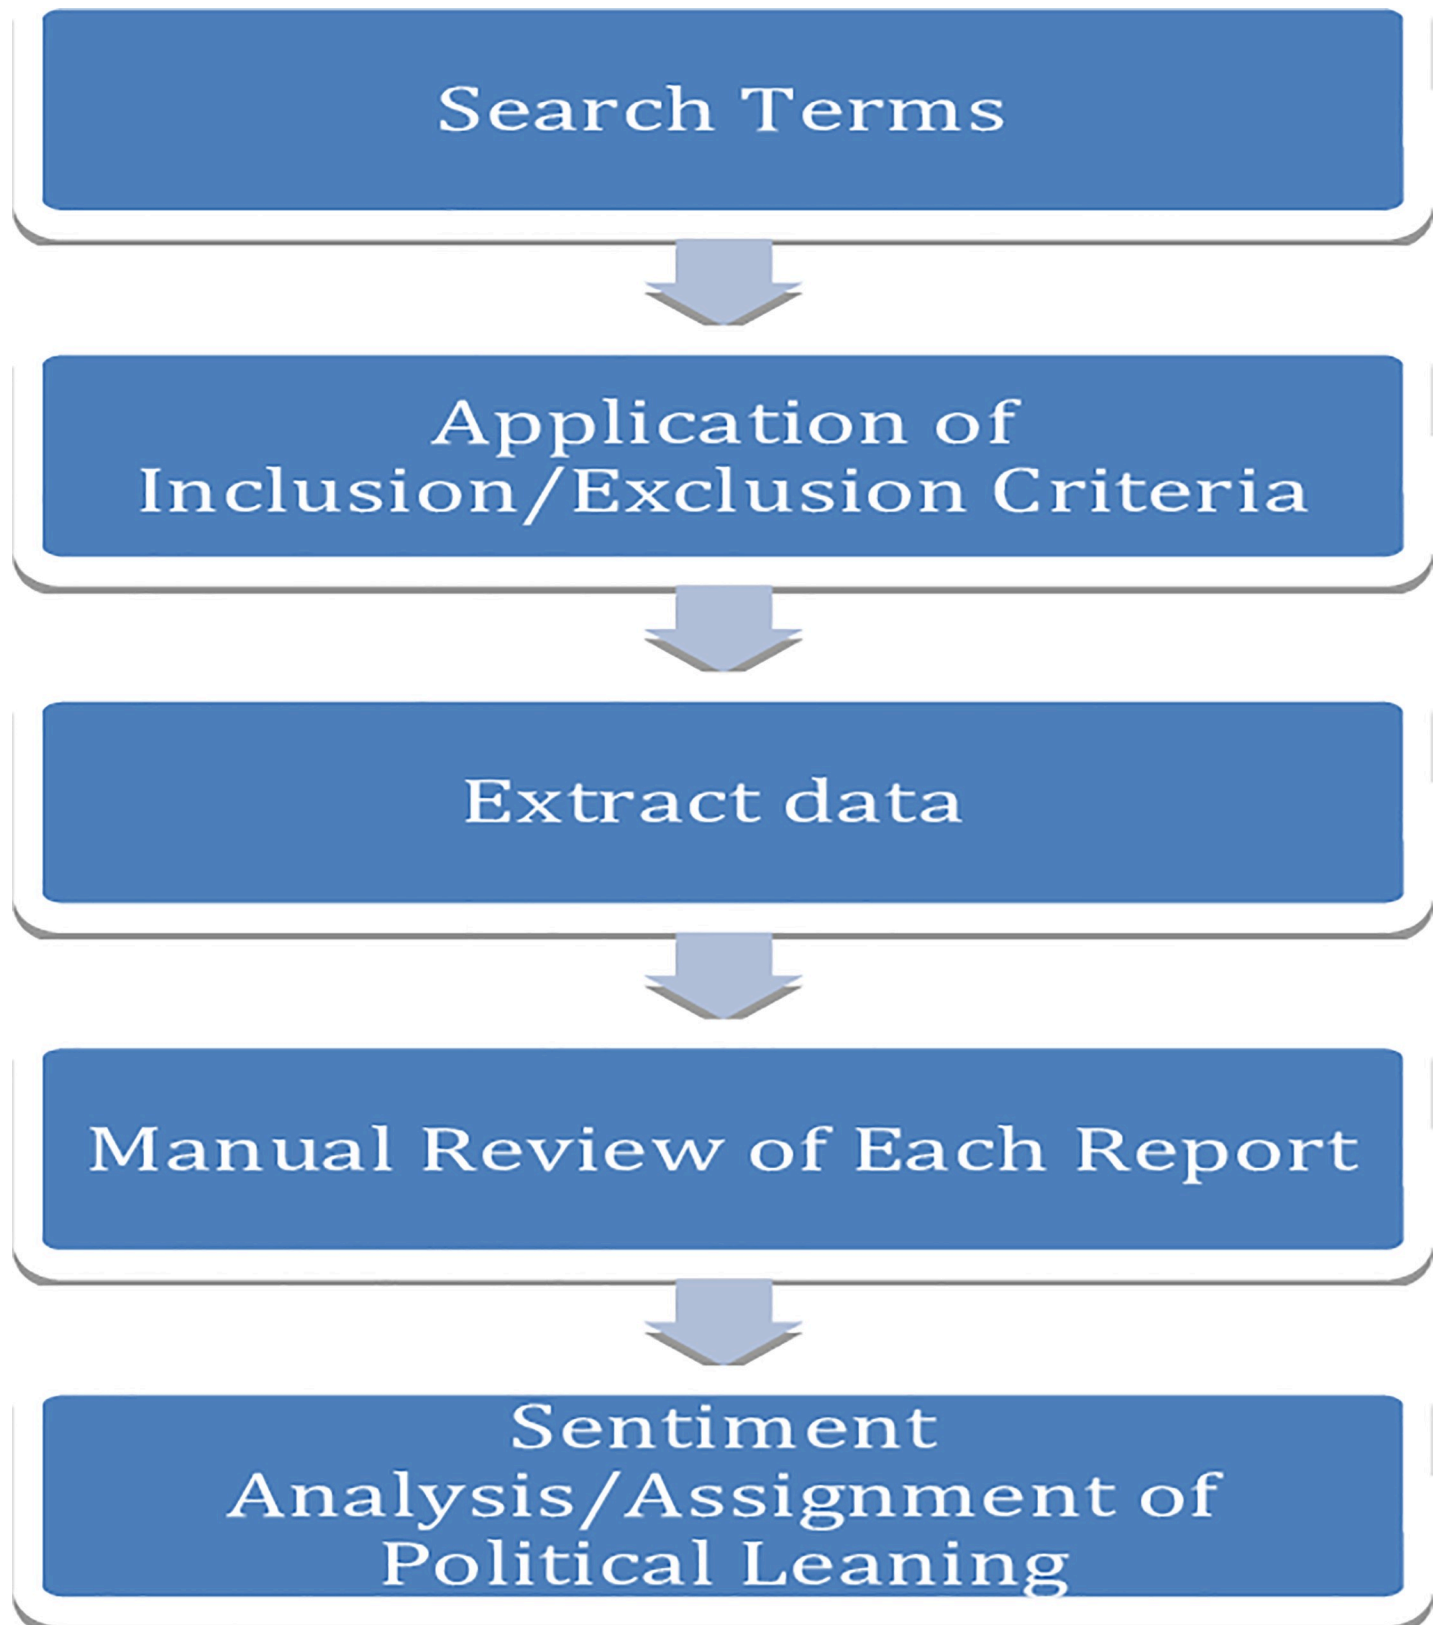 Search Terms
Application of
Inclusion/Exclusion Criteria
Extract data
Manual Review of Each Report
Sentiment
Analysis/Assignment of
Political Leaning